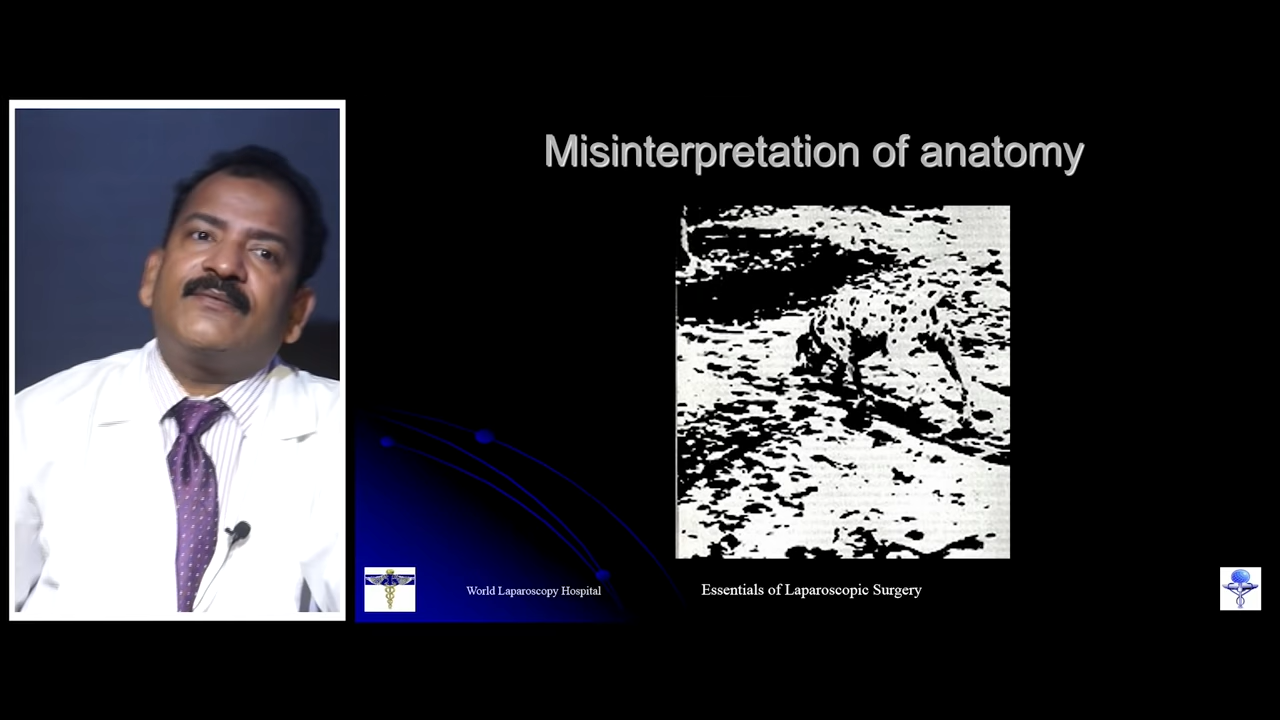 Misinterpretation of anatomy
World Laparoscopy Hospital
Essentials of Laparoscopic Surgery